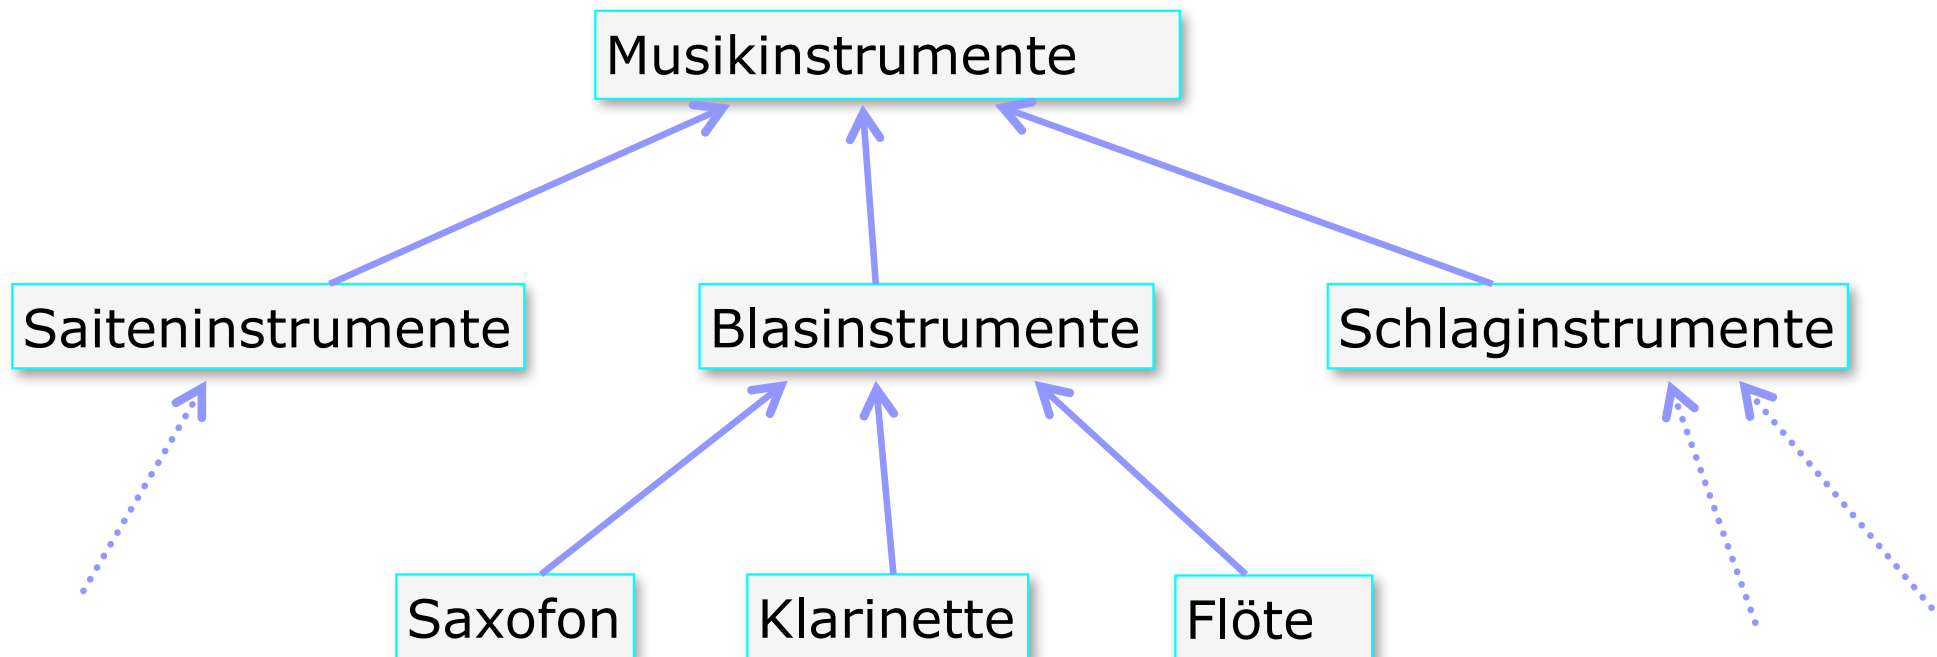 Musikinstrumente
Saiteninstrumente
Blasinstrumente
Schlaginstrumente
Saxofon
Klarinette
Flöte